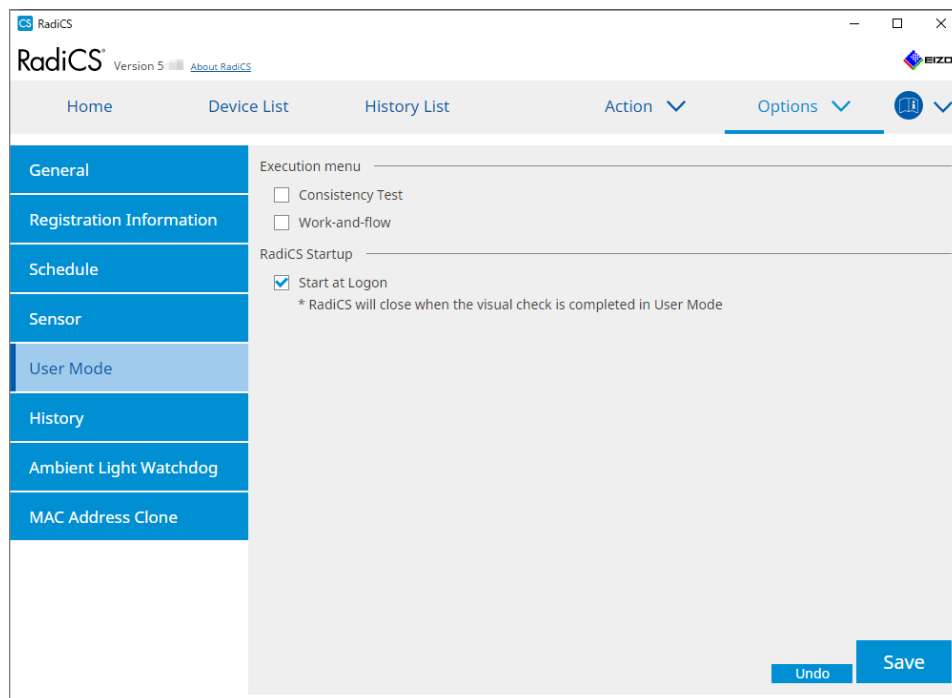 CS RadiCS
RadiCS® Version 5 About RadiCS
EIZO
Home Device List History List Action Options
General
Registration Information
Schedule
Sensor
User Mode
History
Ambient Light Watchdog
MAC Address Clone
Execution menu
Consistency Test
Work-and-flow
RadiCS Startup
Start at Logon
* RadiCS will close when the visual check is completed in User Mode
Undo
Save